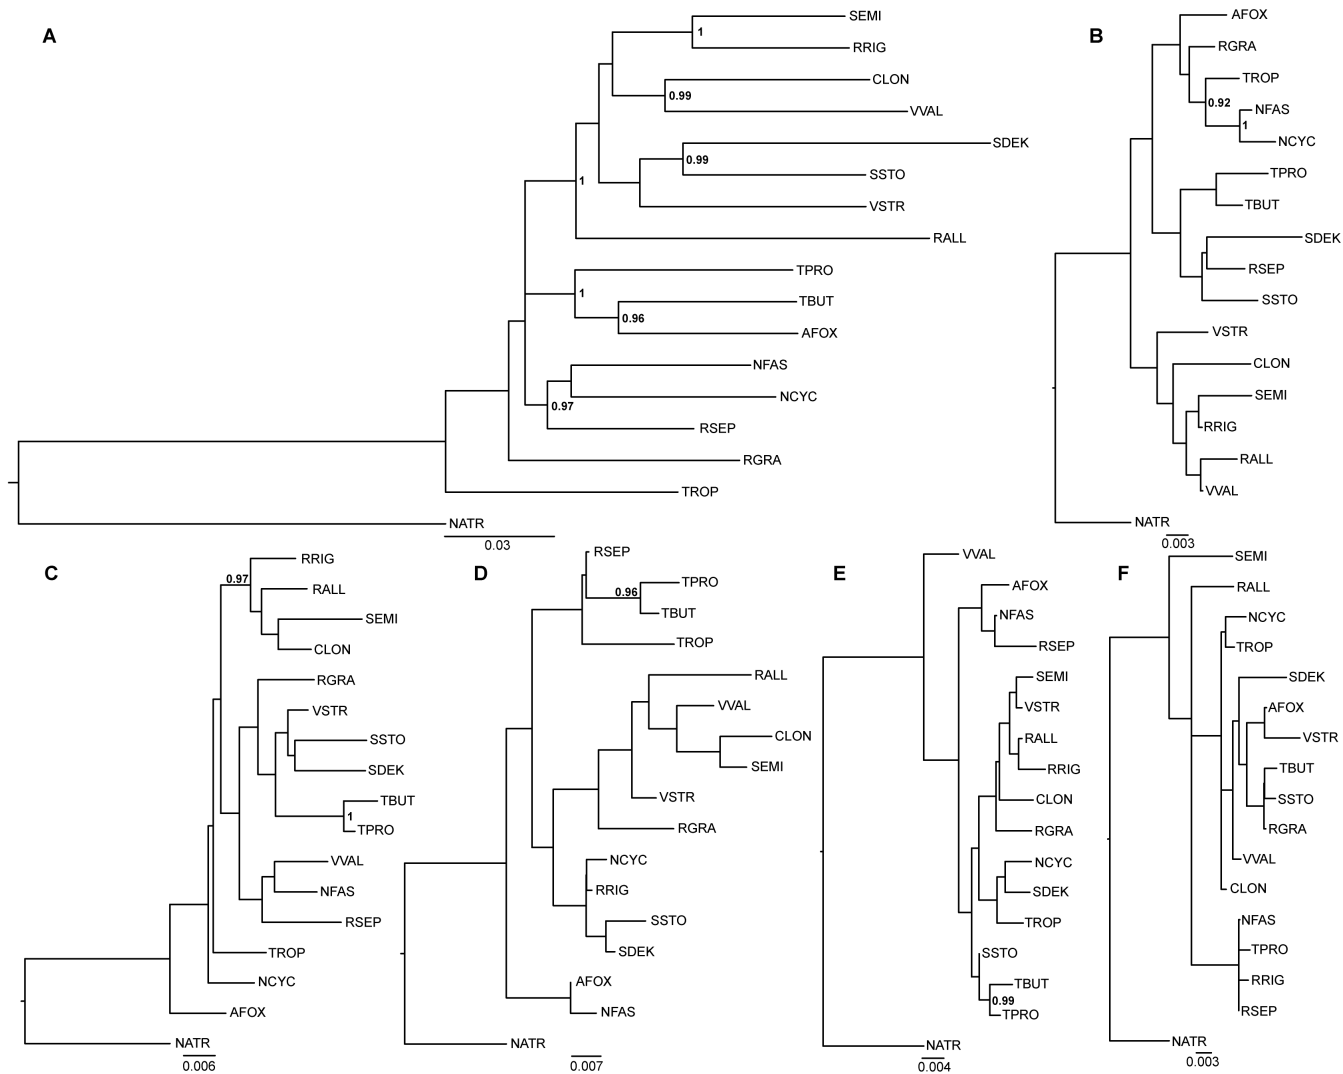 A
SEMI
1
RRIG
CLON
0.99
VVAL
SDEK
0.99
SSTO
1
VSTR
RALL
TPRO
1
TBUT
0.96
AFOX
NFAS
NCYC
0.97
RSEP
RGRA
TROP
NATR
0.03
B
AFOX
RGRA
TROP
0.92
NFAS
1
NCYC
TPRO
TBUT
SDEK
RSEP
SSTO
VSTR
CLON
SEMI
RRIG
RALL
VVAL
NATR
0.003
C
RRIG
0.97
RALL
SEMI
CLON
RGRA
VSTR
SSTO
SDEK
TBUT
1
TPRO
VVAL
NFAS
RSEP
TROP
NCYC
AFOX
NATR
0.006
D
RSEP
TPRO
0.96
TBUT
TROP
RALL
VVAL
CLON
SEMI
VSTR
RGRA
NCYC
RRIG
SSTO
SDEK
AFOX
NFAS
NATR
0.007
E
VVAL
AFOX
NFAS
RSEP
SEMI
VSTR
RALL
RRIG
CLON
RGRA
NCYC
SDEK
TROP
SSTO
TBUT
0.99
TPRO
NATR
0.004
F
SEMI
RALL
NCYC
TROP
SDEK
AFOX
VSTR
TBUT
SSTO
RGRA
VVAL
CLON
NFAS
TPRO
RRIG
RSEP
NATR
0.003